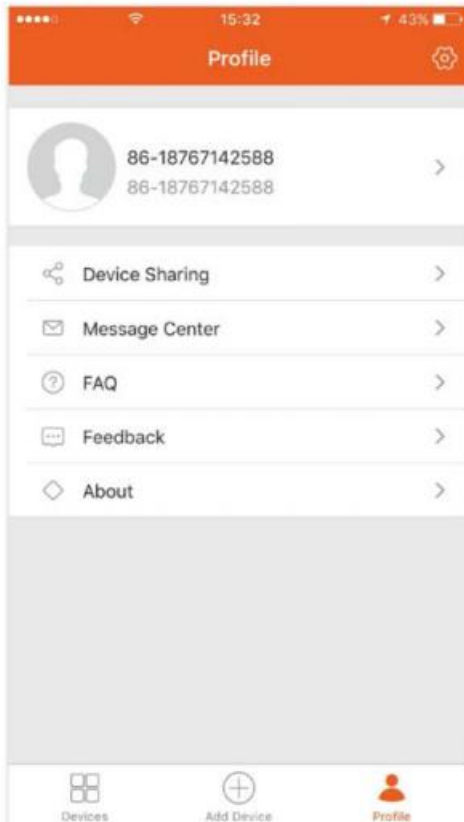 15:32
43%
Profile
86-18767142588
86-18767142588
Device Sharing
Message Center
FAQ
Feedback
About
Devices
Add Device
Profile